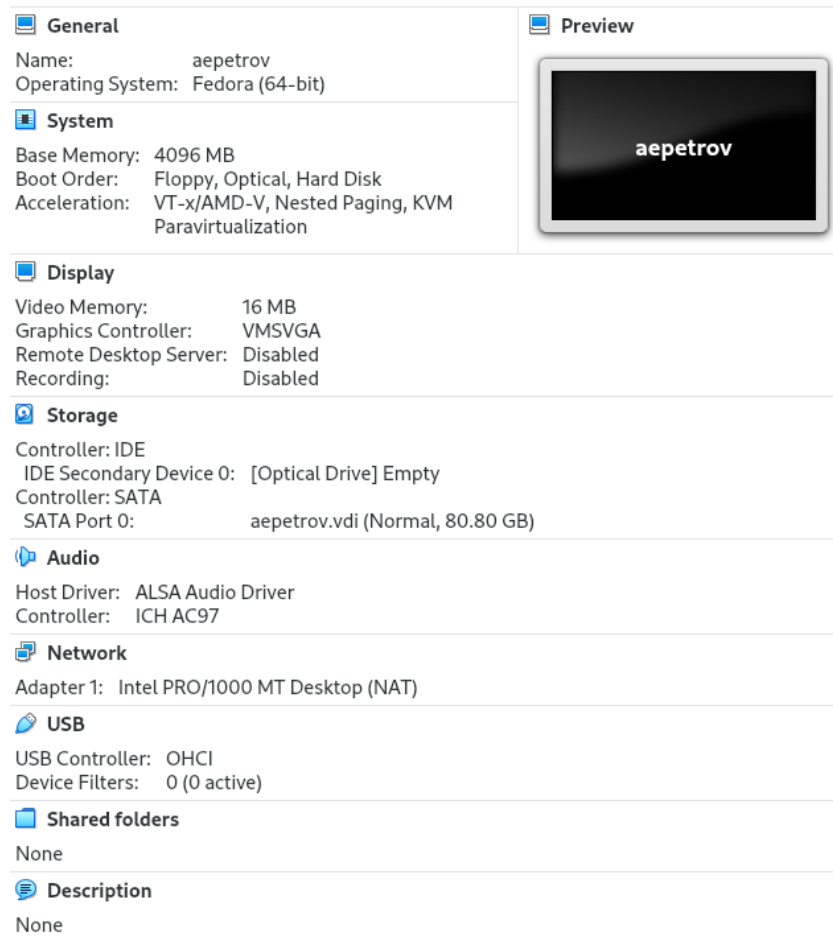 General
Name: aepetrov
Operating System: Fedora (64-bit)
System
Base Memory: 4096 MB
Boot Order: Floppy, Optical, Hard Disk
Acceleration: VT-x/AMD-V, Nested Paging, KVM
Paravirtualization
Preview
aepetrov
Display
Video Memory: 16 MB
Graphics Controller: VMSVGA
Remote Desktop Server: Disabled
Recording: Disabled
Storage
Controller: IDE
IDE Secondary Device 0: [Optical Drive] Empty
Controller: SATA
SATA Port 0: aepetrov.vdi (Normal, 80.80 GB)
Audio
Host Driver: ALSA Audio Driver
Controller: ICH AC97
Network
Adapter 1: Intel PRO/1000 MT Desktop (NAT)
USB
USB Controller: OHCI
Device Filters: 0 (0 active)
Shared folders
None
Description
None